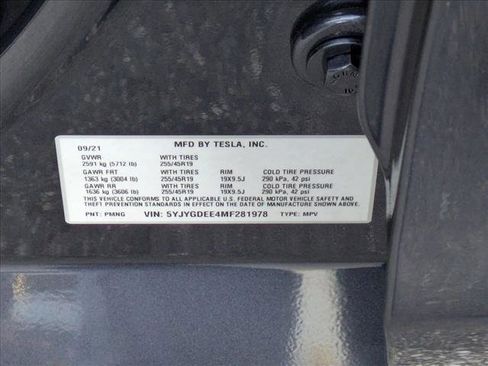 09/21 MFD BY TESLA, INC.
GVWR WITH TIRES
2591 kg (5712 lb) 255/45R19
GAWR FRT WITH TIRES RIM COLD TIRE PRESSURE
1363 kg (3004 lb) 255/45R19 19X9.5J 290 kPa, 42 psi
GAWR RR WITH TIRES RIM COLD TIRE PRESSURE
1636 kg (3606 lb) 255/45R19 19X9.5J 290 kPa, 42 psi
THIS VEHICLE CONFORMS TO ALL APPLICABLE U.S. FEDERAL MOTOR VEHICLE SAFETY AND
THEFT PREVENTION STANDARDS IN EFFECT ON THE DATE OF MANUFACTURE SHOWN ABOVE.
PNT: PMNG VIN: 5YJYGDEE4MF281978 TYPE: MPV